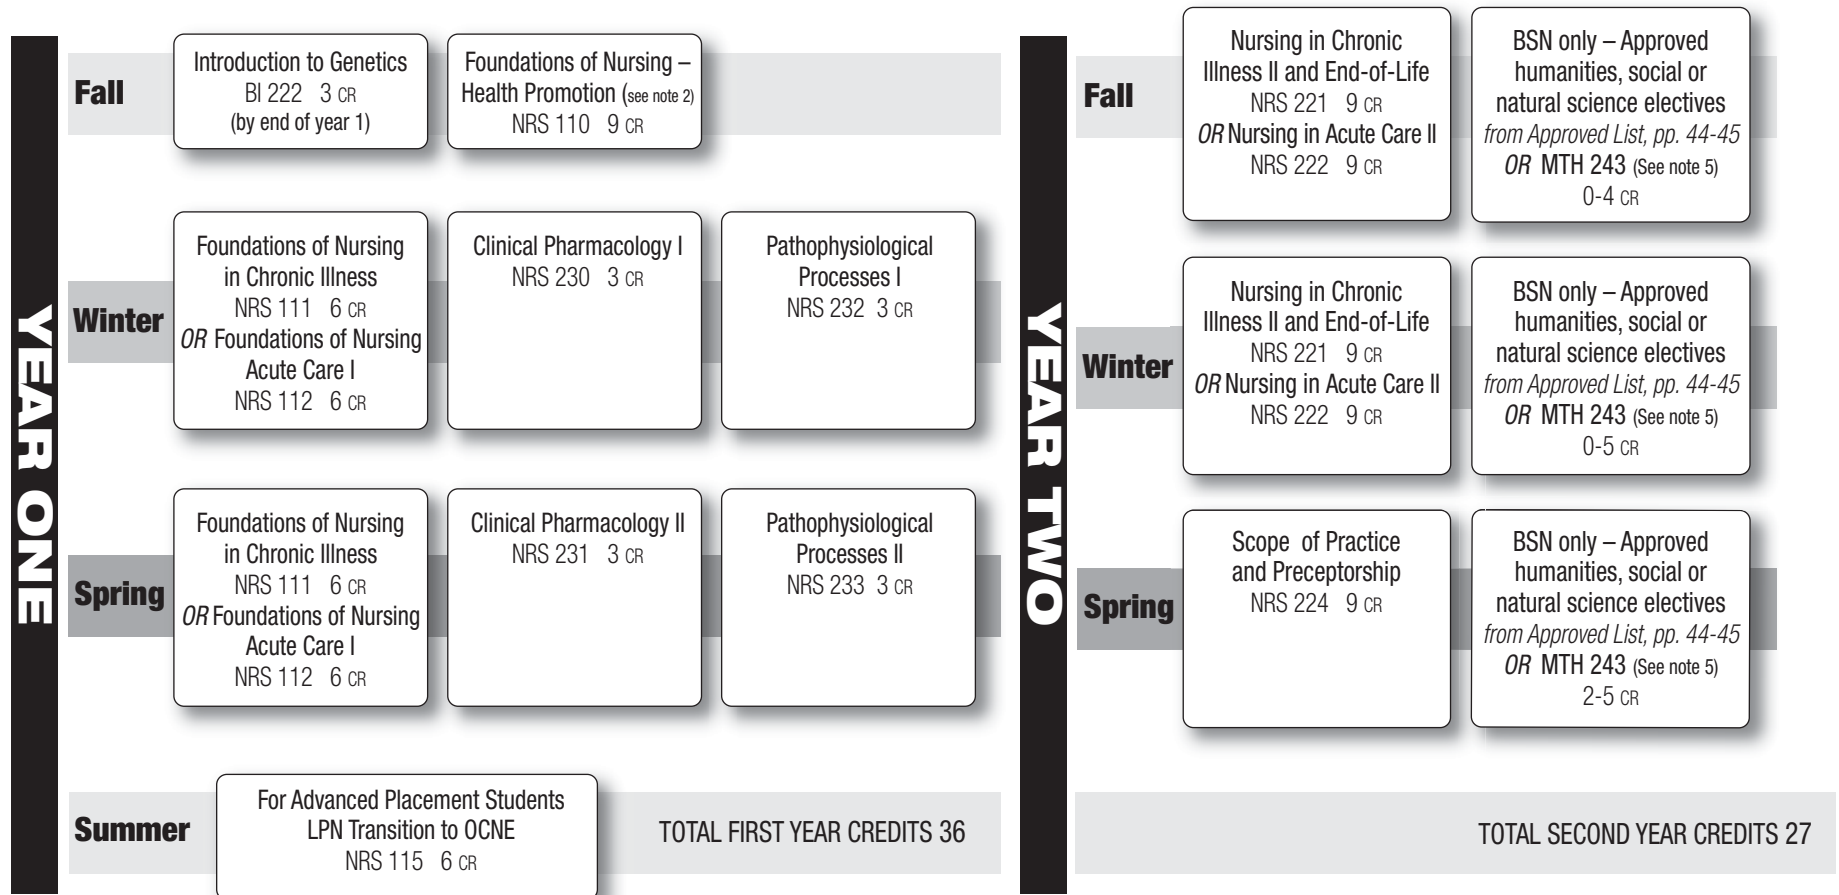 YEAR ONE
Fall
Introduction to Genetics
BI 222 3 CR
(by end of year 1)
Foundations of Nursing –
Health Promotion (see note 2)
NRS 110 9 CR
Winter
Foundations of Nursing
in Chronic Illness
NRS 111 6 CR
OR Foundations of Nursing
Acute Care I
NRS 112 6 CR
Clinical Pharmacology I
NRS 230 3 CR
Pathophysiological
Processes I
NRS 232 3 CR
Spring
Foundations of Nursing
in Chronic Illness
NRS 111 6 CR
OR Foundations of Nursing
Acute Care I
NRS 112 6 CR
Clinical Pharmacology II
NRS 231 3 CR
Pathophysiological
Processes II
NRS 233 3 CR
Summer
For Advanced Placement Students
LPN Transition to OCNE
NRS 115 6 CR
TOTAL FIRST YEAR CREDITS 36
YEAR TWO
Fall
Nursing in Chronic
Illness II and End-of-Life
NRS 221 9 CR
OR Nursing in Acute Care II
NRS 222 9 CR
BSN only – Approved
humanities, social or
natural science electives
from Approved List, pp. 44-45
OR MTH 243 (See note 5)
0-4 CR
Winter
Nursing in Chronic
Illness II and End-of-Life
NRS 221 9 CR
OR Nursing in Acute Care II
NRS 222 9 CR
BSN only – Approved
humanities, social or
natural science electives
from Approved List, pp. 44-45
OR MTH 243 (See note 5)
0-5 CR
Spring
Scope of Practice
and Preceptorship
NRS 224 9 CR
BSN only – Approved
humanities, social or
natural science electives
from Approved List, pp. 44-45
OR MTH 243 (See note 5)
2-5 CR
TOTAL SECOND YEAR CREDITS 27